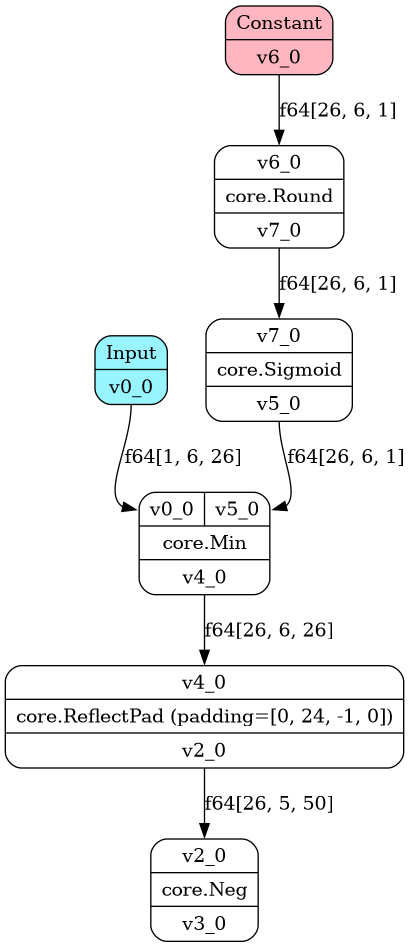 Constant
v6_0
f64[26, 6, 1]
v6_0
core.Round
v7_0
f64[26, 6, 1]
v7_0
core.Sigmoid
v5_0
Input
v0_0
f64[1, 6, 26]
f64[26, 6, 1]
v0_0 v5_0
core.Min
v4_0
f64[26, 6, 26]
v4_0
core.ReflectPad (padding=[0, 24, -1, 0])
v2_0
f64[26, 5, 50]
v2_0
core.Neg
v3_0